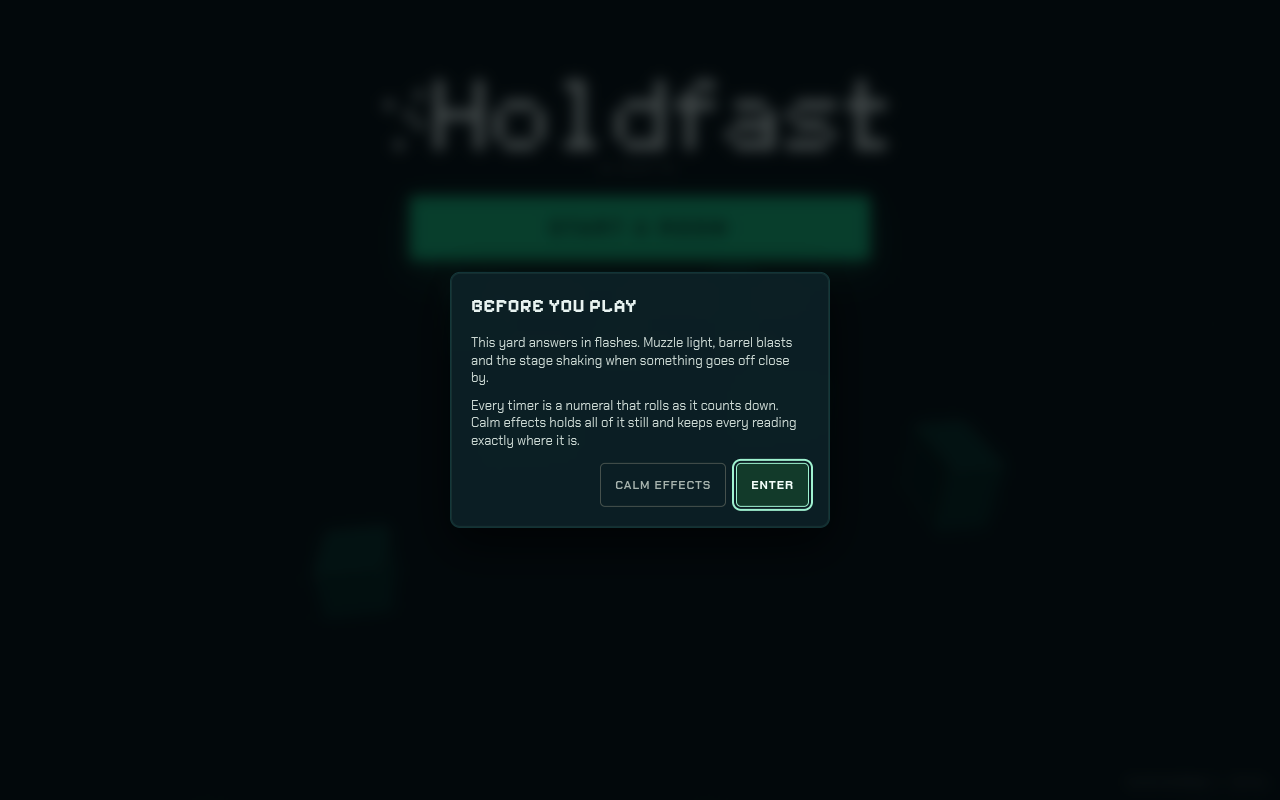 Holdfast
BEFORE YOU PLAY
This yard answers in flashes. Muzzle light, barrel blasts
and the stage shaking when something goes off close
by.
Every timer is a numeral that rolls as it counts down.
Calm effects holds all of it still and keeps every reading
exactly where it is.
CALM EFFECTS
ENTER